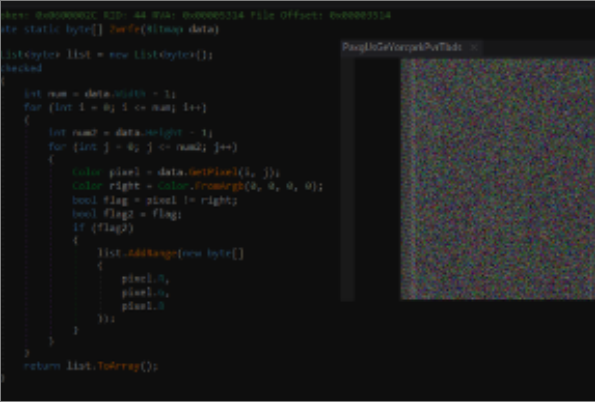 oken: 0x0600002C RID: 44 RVA: 0x00005314 File Offset: 0x00003514
ate static byte[] (Bitmap data)
List<byte> list = new List<byte>();
checked
{
int num = data.Width - 1;
for (int i = 0; i <= num; i++)
{
int num2 = data.Height - 1;
for (int j = 0; j <= num2; j++)
{
Color pixel = data.GetPixel(i, j);
Color right = Color.FromArgb(0, 0, 0, 0);
bool flag = pixel != right;
bool flag2 = flag;
if (flag2)
{
list.AddRange(new byte[]
{
pixel.R,
pixel.G,
pixel.B
});
}
}
}
return list.ToArray();
}